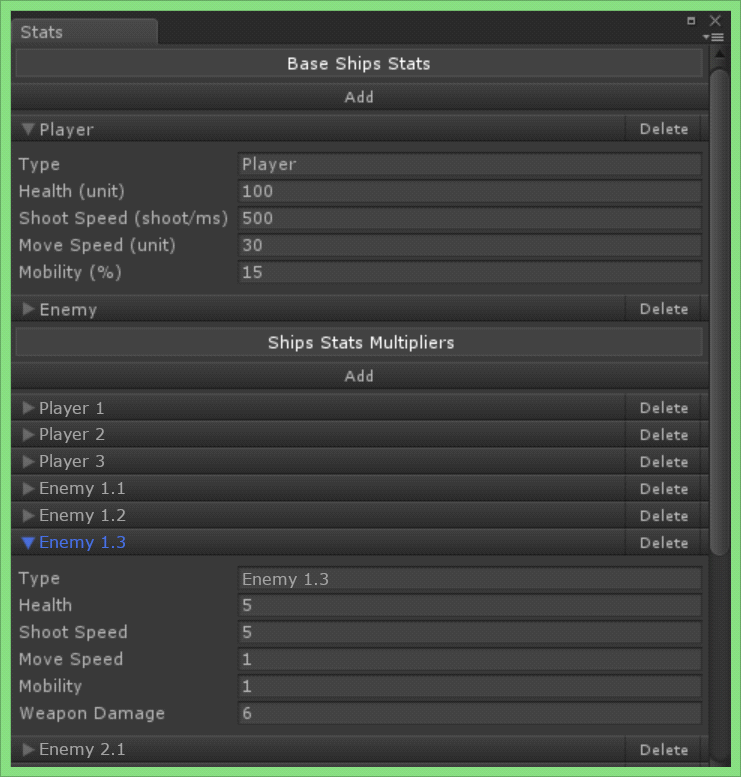 Stats
Base Ships Stats
Add
Player Delete
Type Player
Health (unit) 100
Shoot Speed (shoot/ms) 500
Move Speed (unit) 30
Mobility (%) 15
Enemy Delete
Ships Stats Multipliers
Add
Player 1 Delete
Player 2 Delete
Player 3 Delete
Enemy 1.1 Delete
Enemy 1.2 Delete
Enemy 1.3 Delete
Type Enemy 1.3
Health 5
Shoot Speed 5
Move Speed 1
Mobility 1
Weapon Damage 6
Enemy 2.1 Delete